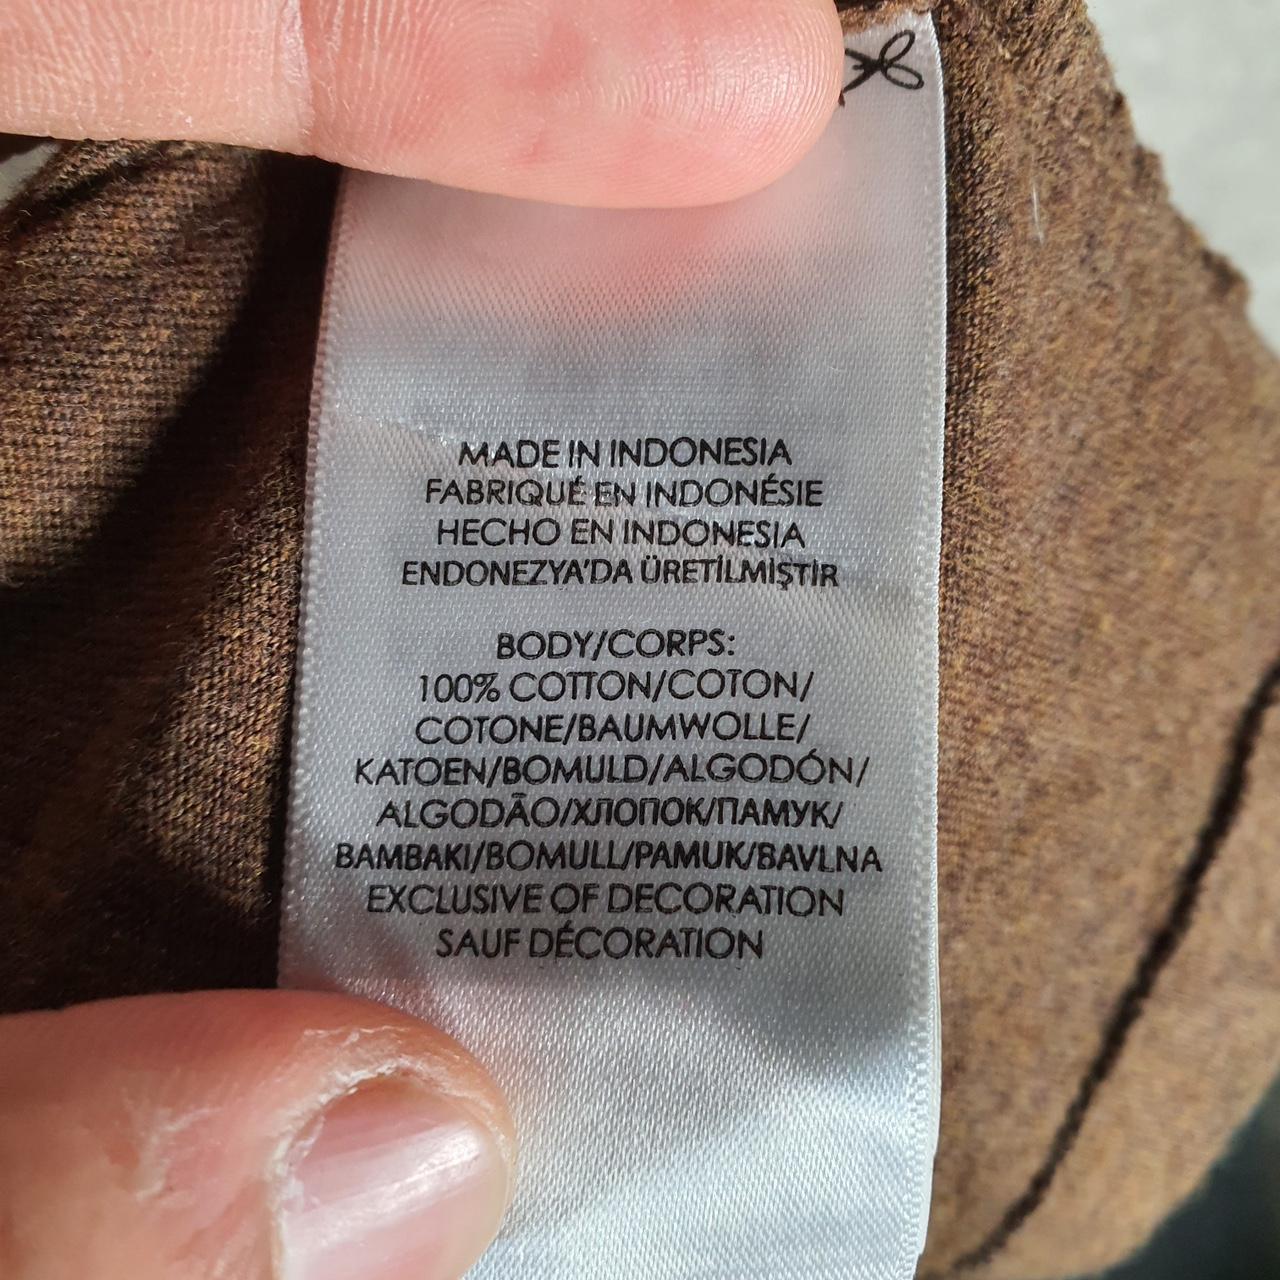 MADE IN INDONESIA
FABRIQUÉ EN INDONÉSIE
HECHO EN INDONESIA
ENDONEZYA'DA ÜRETİLMİŞTİR
BODY/CORPS:
100% COTTON/COTON/
COTONE/BAUMWOLLE/
KATOEN/BOMULD/ALGODÓN/
ALGODÃO/ХЛОПОК/ПАМУК/
BAMBAKI/BOMULL/PAMUK/BAVLNA
EXCLUSIVE OF DECORATION
SAUF DÉCORATION